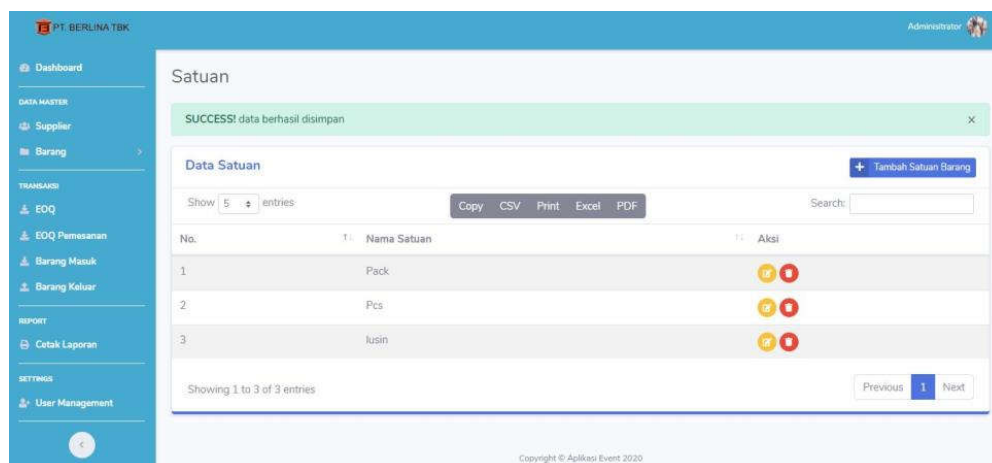 PT. BERLINA TBK
Administrator
Dashboard
DATA MASTER
Supplier
Barang
TRANSAKSI
EOQ
EOQ Pemesanan
Barang Masuk
Barang Keluar
REPORT
Cetak Laporan
SETTINGS
User Management
Satuan
SUCCESS! data berhasil disimpan ×
Data Satuan
+ Tambah Satuan Barang
Show 5 entries
Copy CSV Print Excel PDF
Search:
No. Nama Satuan Aksi
1 Pack
2 Pcs
3 lusin
Showing 1 to 3 of 3 entries
Previous 1 Next
Copyright © Aplikasi Event 2020